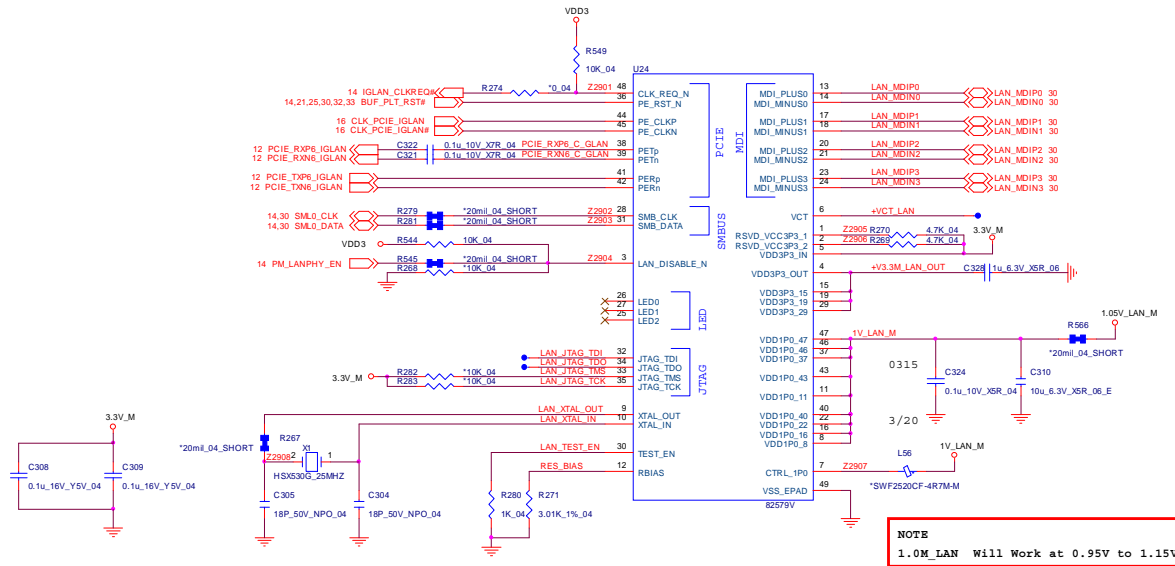 VDD3
R549
10K_04
U24
14 IGLAN_CLKREQ#
R274
*0_04
Z2901
48
CLK_REQ_N
14,21,25,30,32,33 BUF_PLT_RST#
36
PE_RST_N
16 CLK_PCIE_IGLAN
44
PE_CLKP
16 CLK_PCIE_IGLAN#
45
PE_CLKN
12 PCIE_RXP6_IGLAN
C322
0.1u_10V_X7R_04
PCIE_RXP6_C_GLAN
38
PETp
12 PCIE_RXN6_IGLAN
C321
0.1u_10V_X7R_04
PCIE_RXN6_C_GLAN
39
PETn
12 PCIE_TXP6_IGLAN
41
PERp
12 PCIE_TXN6_IGLAN
42
PERn
PCIE
14,30 SML0_CLK
R279
*20mil_04_SHORT
Z2902
28
SMB_CLK
14,30 SML0_DATA
R281
*20mil_04_SHORT
Z2903
31
SMB_DATA
SMBUS
VDD3
R544
10K_04
14 PM_LANPHY_EN
R545
*20mil_04_SHORT
Z2904
3
LAN_DISABLE_N
R268
*10K_04
26
LED0
27
LED1
25
LED2
LED
LAN_JTAG_TDI
32
JTAG_TDI
LAN_JTAG_TDO
34
JTAG_TDO
3.3V_M
R282
*10K_04
LAN_JTAG_TMS
33
JTAG_TMS
R283
*10K_04
LAN_JTAG_TCK
35
JTAG_TCK
JTAG
LAN_XTAL_OUT
9
XTAL_OUT
LAN_XTAL_IN
10
XTAL_IN
*20mil_04_SHORT
R267
Z2908
2
X1
1
HSX530G_25MHZ
LAN_TEST_EN
30
TEST_EN
RES_BIAS
12
RBIAS
C305
18P_50V_NPO_04
C304
18P_50V_NPO_04
R280
1K_04
R271
3.01K_1%_04
3.3V_M
C308
0.1u_16V_Y5V_04
C309
0.1u_16V_Y5V_04
MDI
MDI_PLUS0
13
LAN_MDIP0
LAN_MDIP0 30
MDI_MINUS0
14
LAN_MDIN0
LAN_MDIN0 30
MDI_PLUS1
17
LAN_MDIP1
LAN_MDIP1 30
MDI_MINUS1
18
LAN_MDIN1
LAN_MDIN1 30
MDI_PLUS2
20
LAN_MDIP2
LAN_MDIP2 30
MDI_MINUS2
21
LAN_MDIN2
LAN_MDIN2 30
MDI_PLUS3
23
LAN_MDIP3
LAN_MDIP3 30
MDI_MINUS3
24
LAN_MDIN3
LAN_MDIN3 30
VCT
6
+VCT_LAN
RSVD_VCC3P3_1
1
Z2905
R270
4.7K_04
RSVD_VCC3P3_2
2
Z2906
R269
4.7K_04
3.3V_M
VDD3P3_IN
5
VDD3P3_OUT
4
+V3.3M_LAN_OUT
C328
1u_6.3V_X5R_06
VDD3P3_15
15
VDD3P3_19
19
VDD3P3_29
29
VDD1P0_47
47
1V_LAN_M
VDD1P0_46
46
VDD1P0_37
37
VDD1P0_43
43
VDD1P0_11
11
VDD1P0_40
40
VDD1P0_22
22
VDD1P0_16
16
VDD1P0_8
8
1.05V_LAN_M
R566
*20mil_04_SHORT
0315
C324
0.1u_10V_X5R_04
C310
10u_6.3V_X5R_06_E
3/20
CTRL_1P0
7
Z2907
L56
*SWF2520CF-4R7M-M
1V_LAN_M
VSS_EPAD
49
82579V
NOTE
1.0M_LAN Will Work at 0.95V to 1.15V